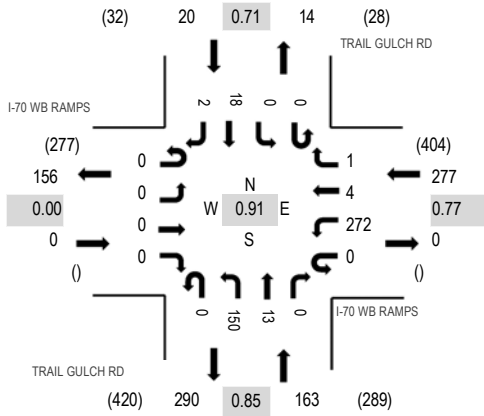 (32) 20 0.71 14 (28)
TRAIL GULCH RD
I-70 WB RAMPS
2 18 0 0
(277) 0 1 (404)
156 277
0 4
0.00 N 0.77
W 0.91 E
0 S 272
0 0
0 0
() ()
0 150 13 0
I-70 WB RAMPS
TRAIL GULCH RD
(420) 290 0.85 163 (289)